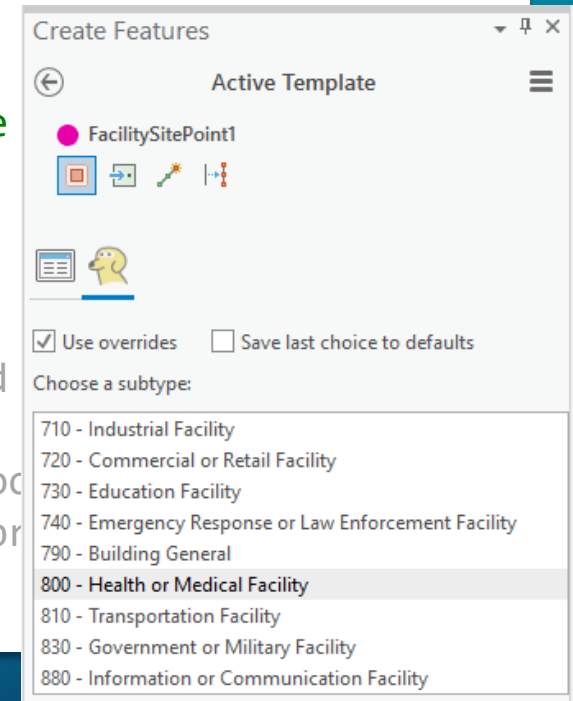 Create Features
Active Template
FacilitySitePoint1
Use overrides Save last choice to defaults
Choose a subtype:
710 - Industrial Facility
720 - Commercial or Retail Facility
730 - Education Facility
740 - Emergency Response or Law Enforcement Facility
790 - Building General
800 - Health or Medical Facility
810 - Transportation Facility
830 - Government or Military Facility
880 - Information or Communication Facility